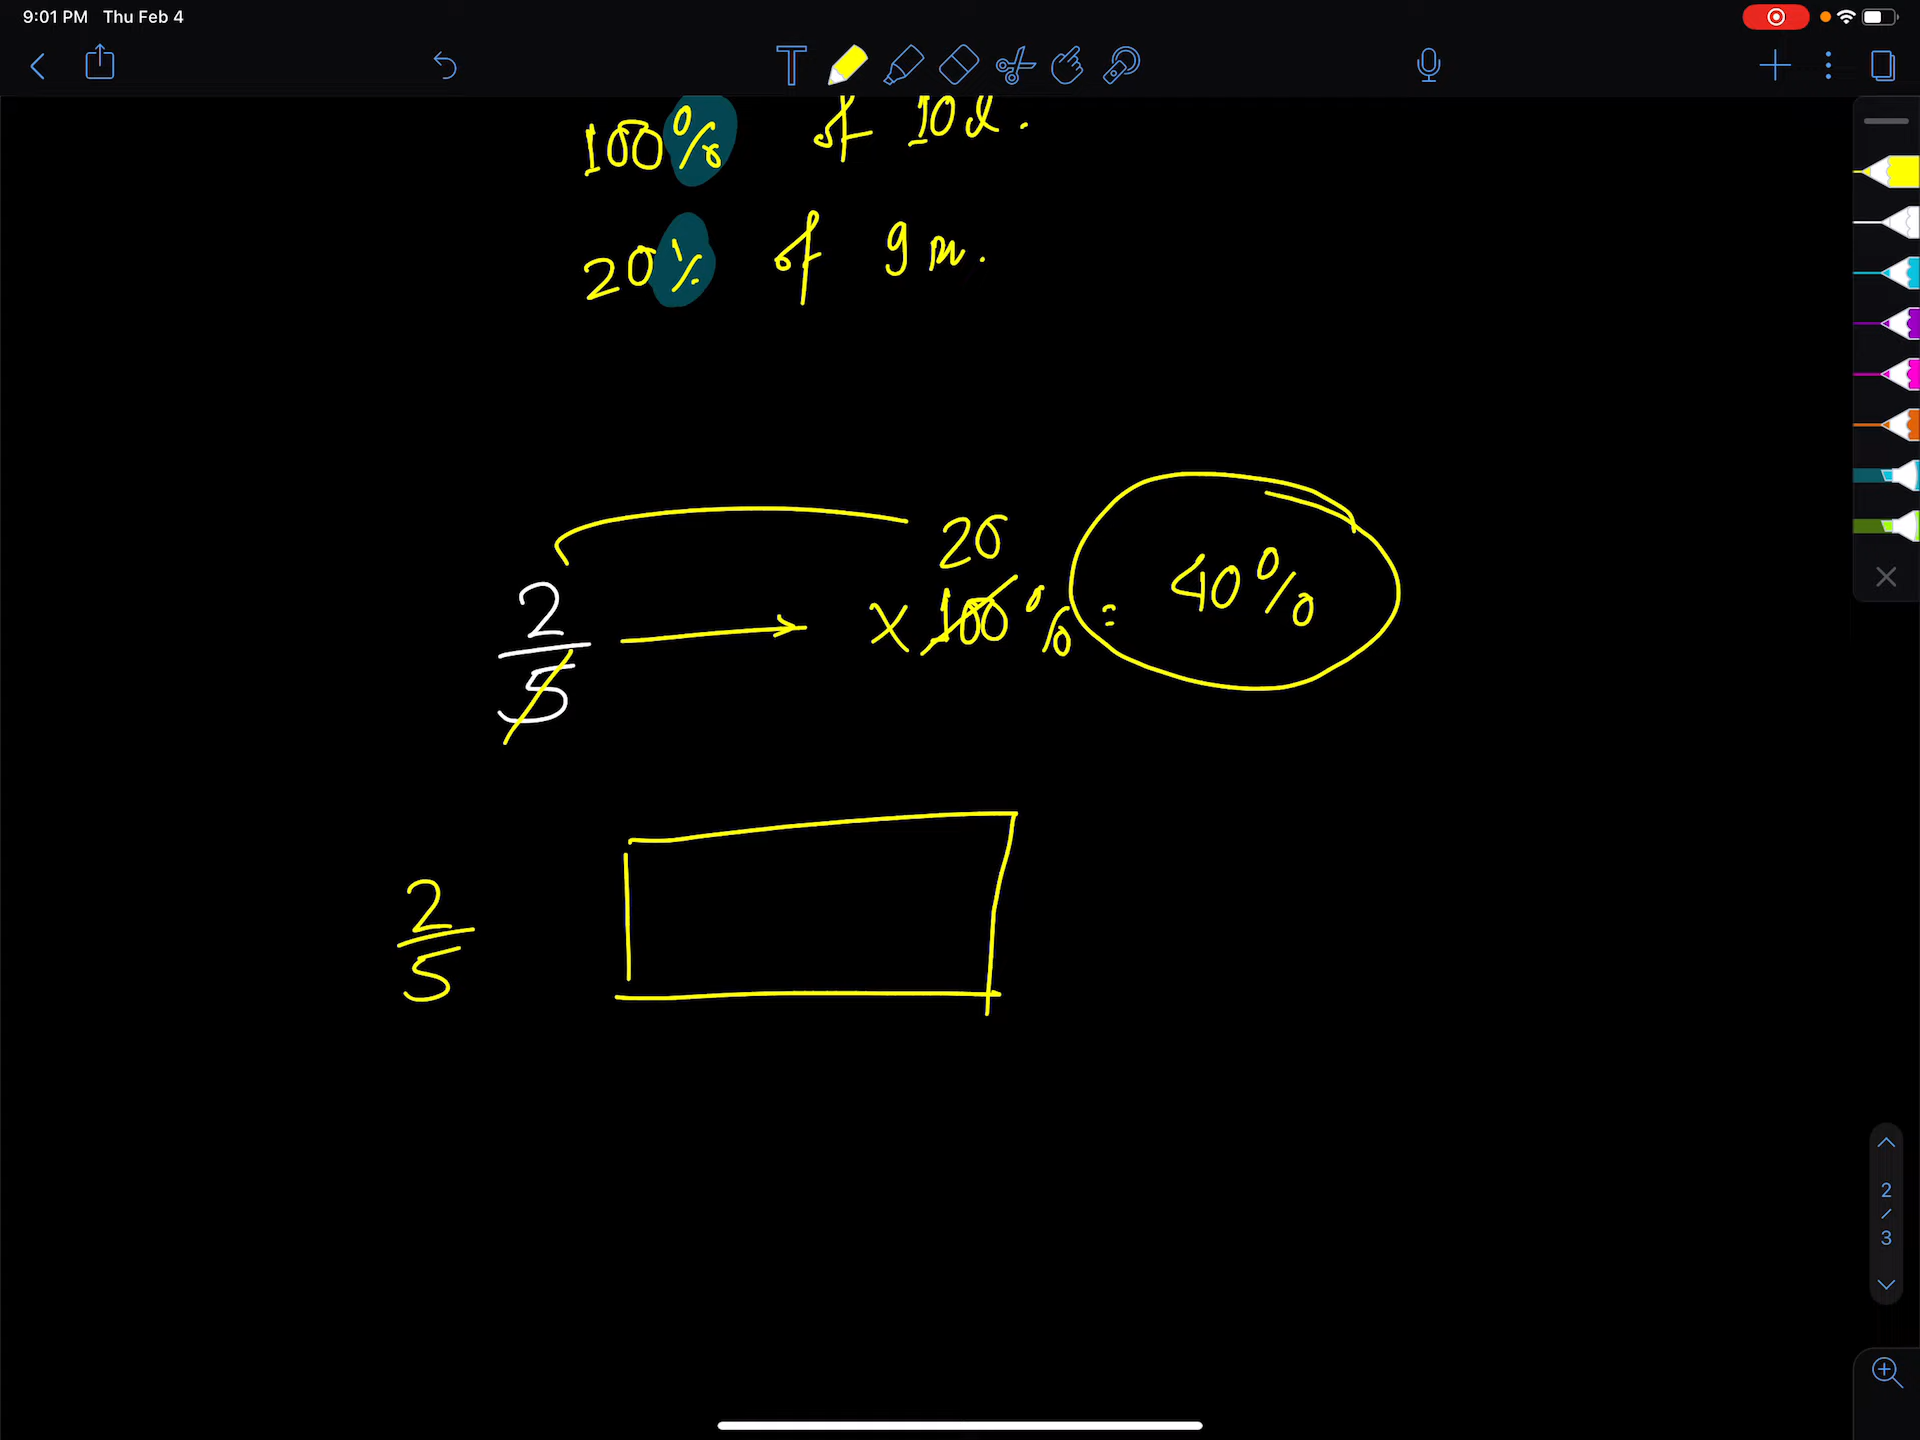 9:01 PM Thu Feb 4
100% of 10l.
20% of 9 m.
20
2/5 → x 100% = 40%
2/5
2
/
3